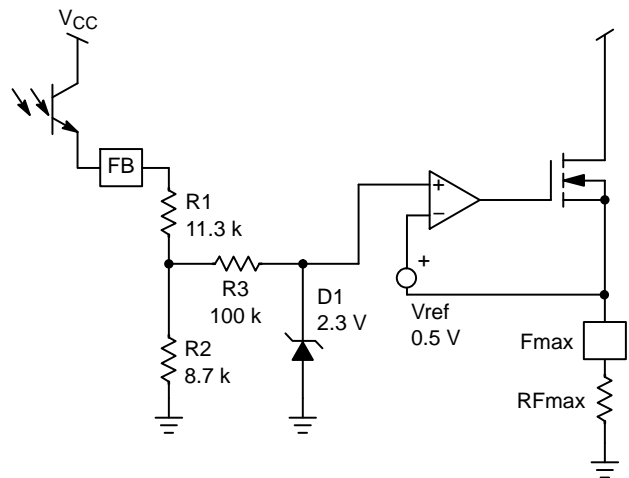 VCC
FB
R1
11.3 k
R3
100 k
D1
2.3 V
R2
8.7 k
+
−
+
Vref
0.5 V
Fmax
RFmax